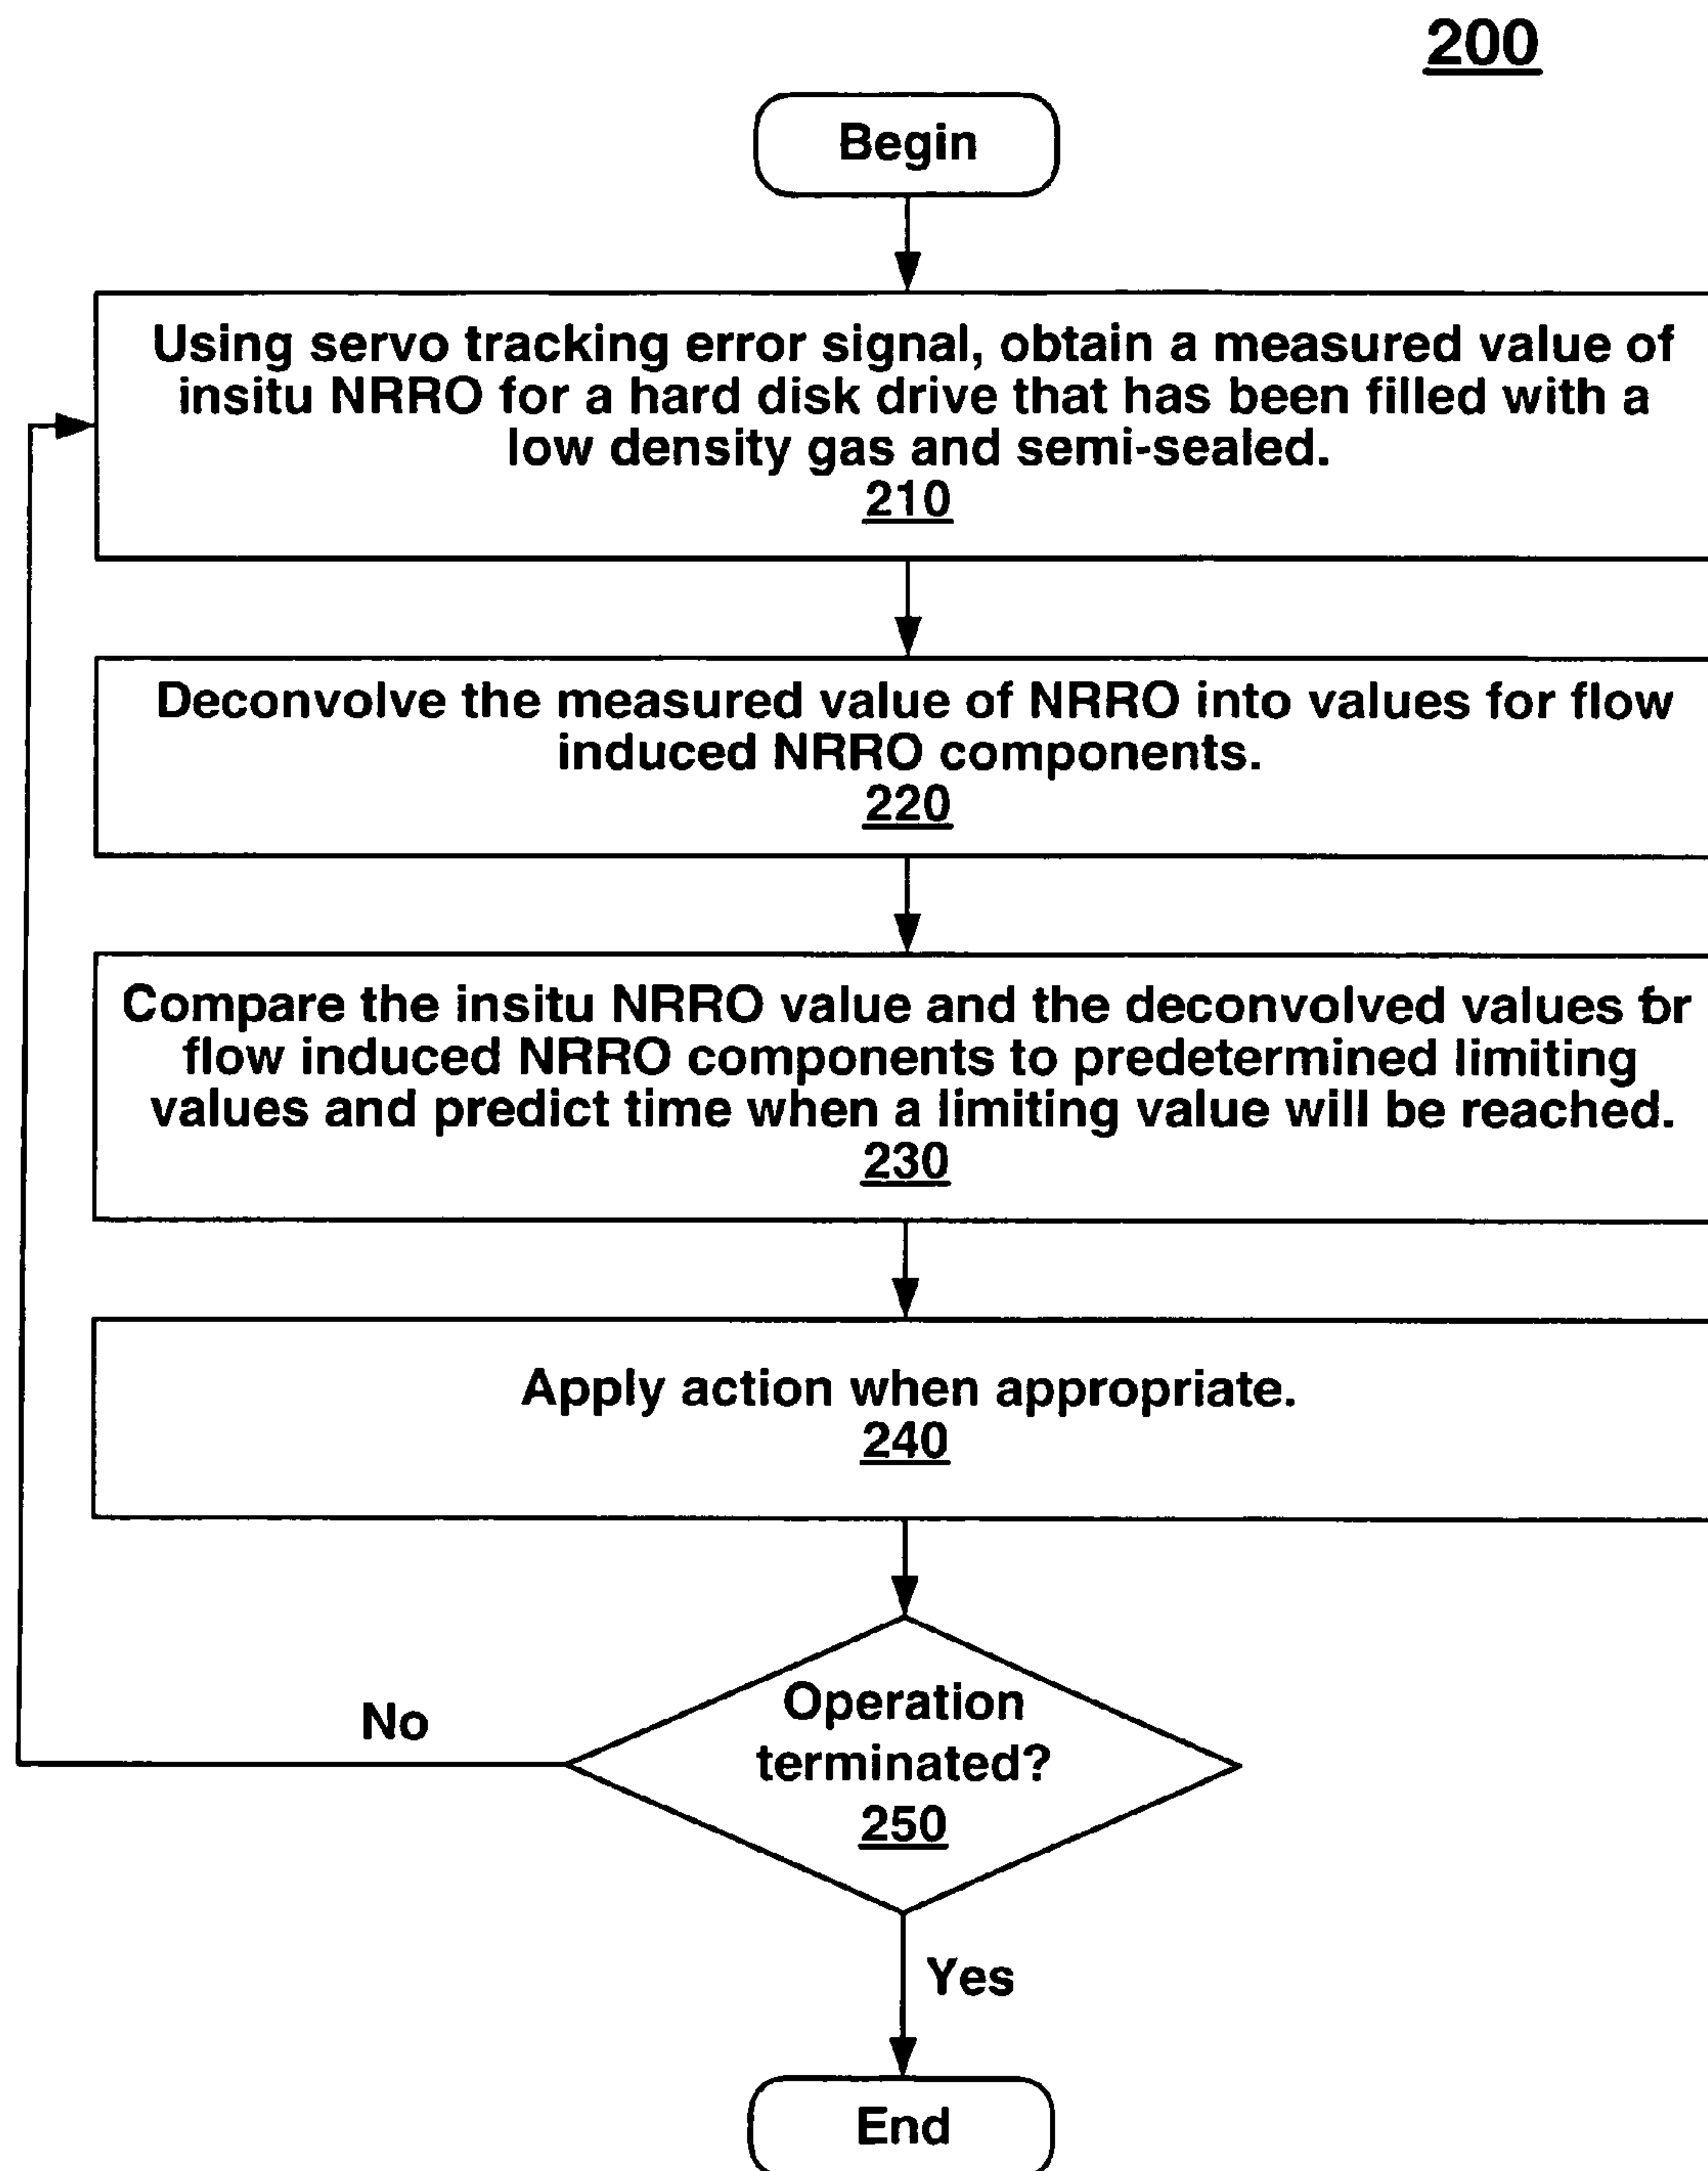 200
Begin
Using servo tracking error signal, obtain a measured value of
insitu NRRO for a hard disk drive that has been filled with a
low density gas and semi-sealed.
210
Deconvolve the measured value of NRRO into values for flow
induced NRRO components.
220
Compare the insitu NRRO value and the deconvolved values for
flow induced NRRO components to predetermined limiting
values and predict time when a limiting value will be reached.
230
Apply action when appropriate.
240
Operation
terminated?
250
No
Yes
End